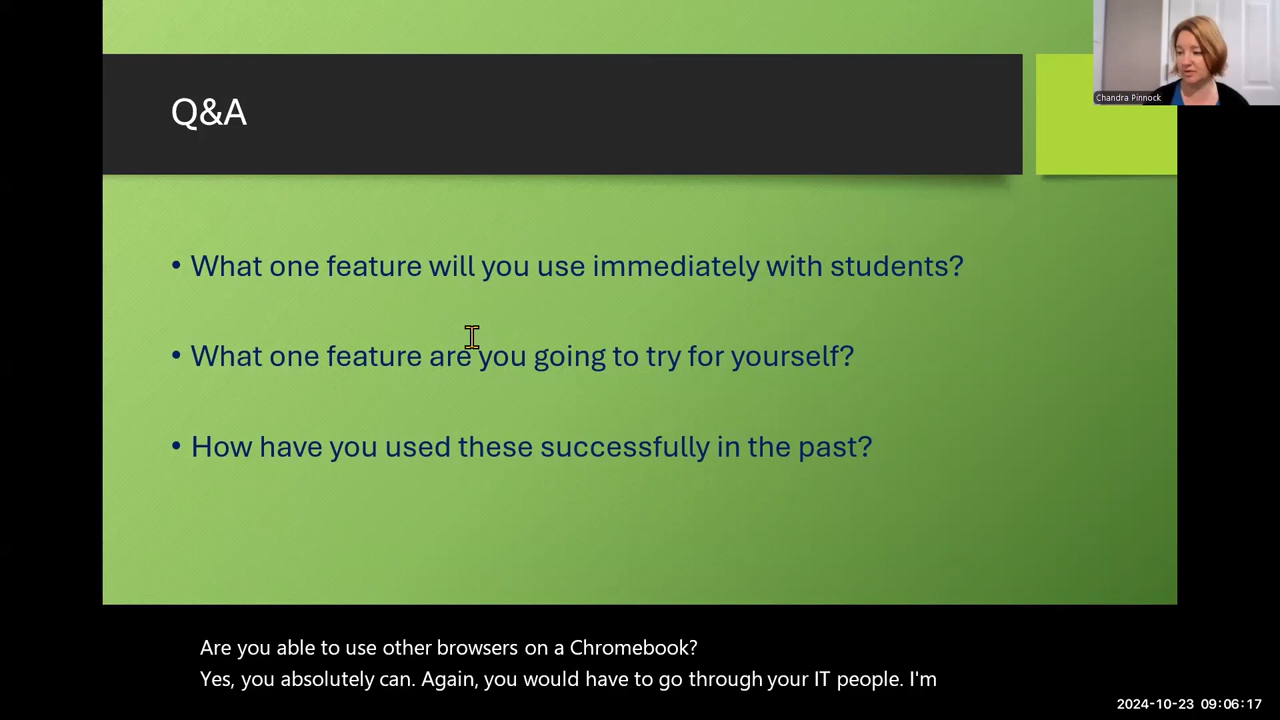 Chandra Pinnock
Q&A
• What one feature will you use immediately with students?
• What one feature are you going to try for yourself?
• How have you used these successfully in the past?
Are you able to use other browsers on a Chromebook?
Yes, you absolutely can. Again, you would have to go through your IT people. I'm
2024-10-23 09:06:17